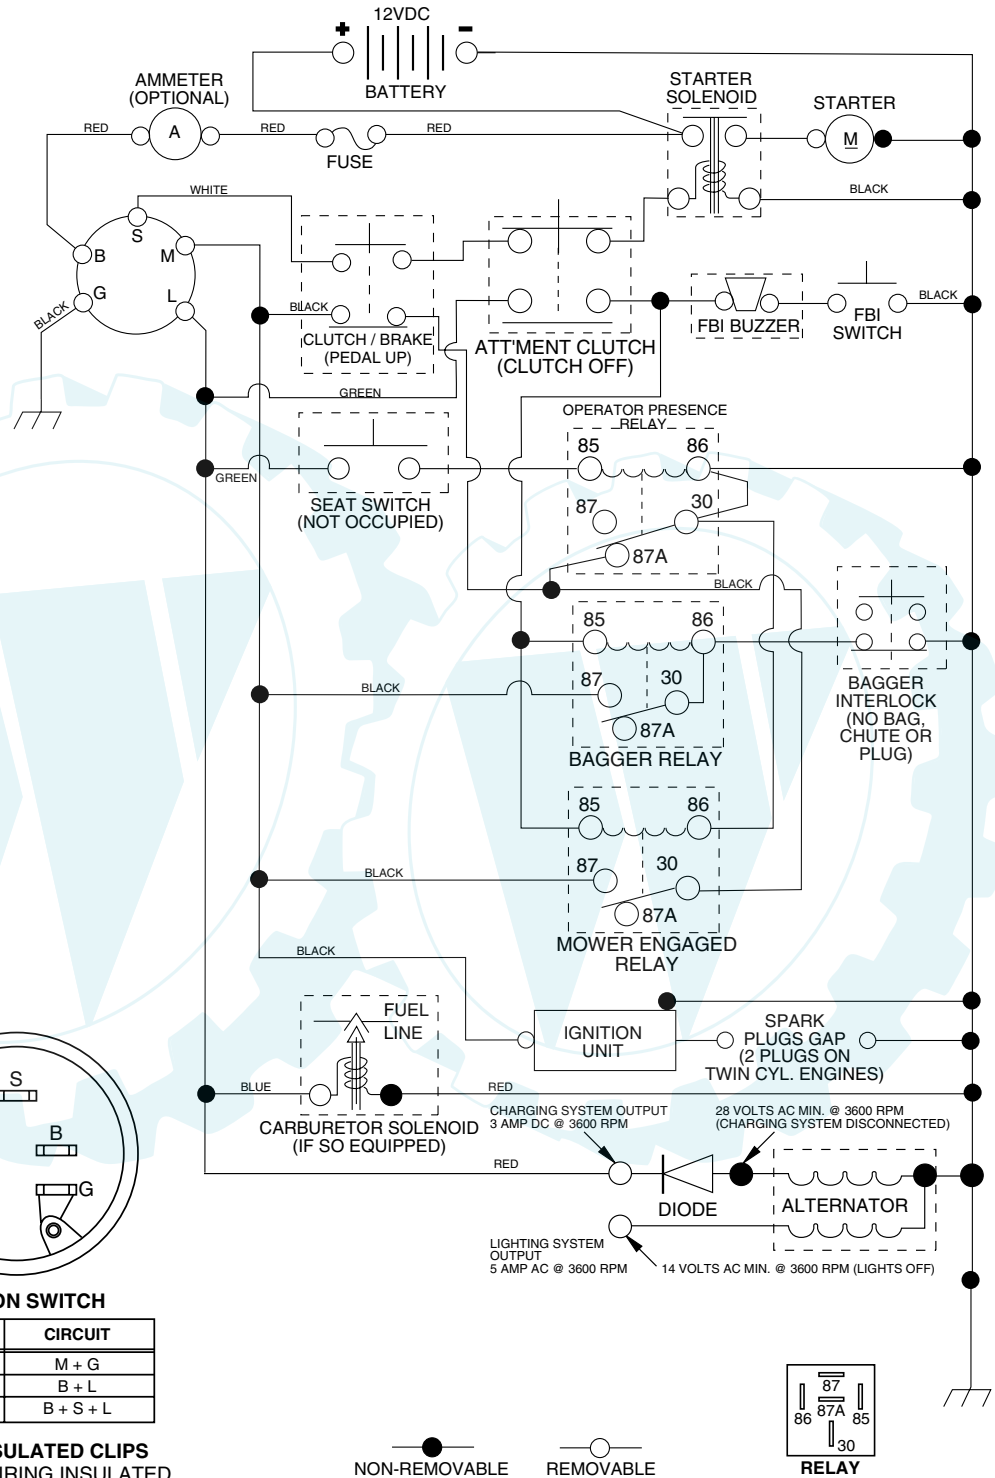 12VDC
+
-
BATTERY
AMMETER
(OPTIONAL)
STARTER
SOLENOID
STARTER
RED
A
RED
RED
FUSE
M
WHITE
BLACK
S
B
M
G
L
BLACK
BLACK
CLUTCH / BRAKE
(PEDAL UP)
ATT'MENT CLUTCH
(CLUTCH OFF)
FBI BUZZER
FBI
SWITCH
BLACK
GREEN
OPERATOR PRESENCE
RELAY
85
86
GREEN
SEAT SWITCH
(NOT OCCUPIED)
87
30
87A
BLACK
85
86
BLACK
87
30
87A
BAGGER RELAY
BAGGER
INTERLOCK
(NO BAG,
CHUTE OR
PLUG)
85
86
BLACK
87
30
87A
MOWER ENGAGED
RELAY
BLACK
FUEL
LINE
IGNITION
UNIT
SPARK
PLUGS GAP
(2 PLUGS ON
TWIN CYL. ENGINES)
S
B
G
BLUE
RED
CARBURETOR SOLENOID
(IF SO EQUIPPED)
CHARGING SYSTEM OUTPUT
3 AMP DC @ 3600 RPM
28 VOLTS AC MIN. @ 3600 RPM
(CHARGING SYSTEM DISCONNECTED)
RED
DIODE
ALTERNATOR
LIGHTING SYSTEM
OUTPUT
5 AMP AC @ 3600 RPM
14 VOLTS AC MIN. @ 3600 RPM (LIGHTS OFF)
ON SWITCH
CIRCUIT
M + G
B + L
B + S + L
SULATED CLIPS
IRING INSULATED
NON-REMOVABLE
REMOVABLE
87
86
87A
85
30
RELAY